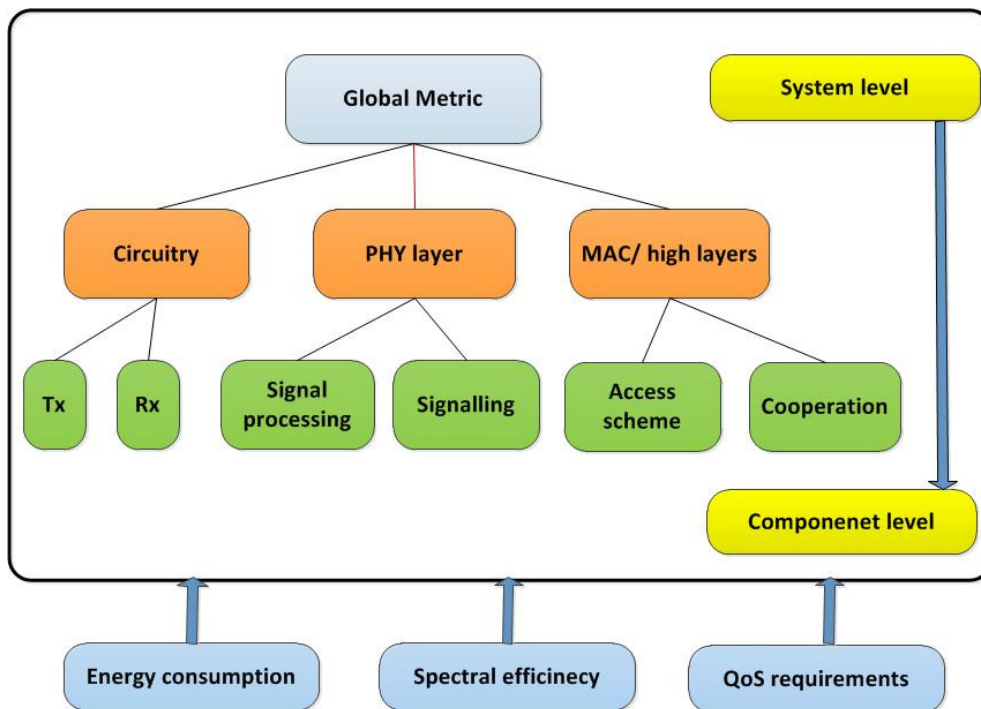 Global Metric
System level
Circuitry
PHY layer
MAC/ high layers
Tx
Rx
Signal
processing
Signalling
Access
scheme
Cooperation
Componenet level
Energy consumption
Spectral efficinecy
QoS requirements